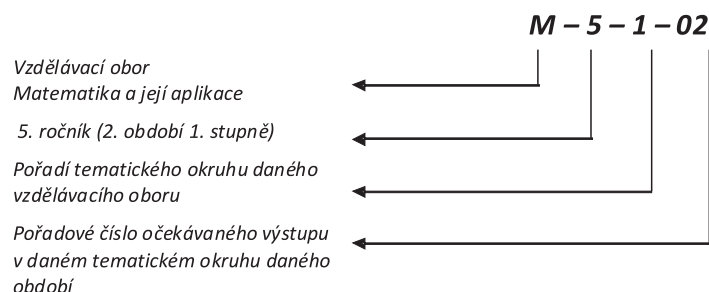 M – 5 – 1 – 02
Vzdělávací obor
Matematika a její aplikace
5. ročník (2. období 1. stupně)
Pořadí tematického okruhu daného
vzdělávacího oboru
Pořadové číslo očekávaného výstupu
v daném tematickém okruhu daného
období